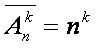 $\overline{A_n^k} = n^k$